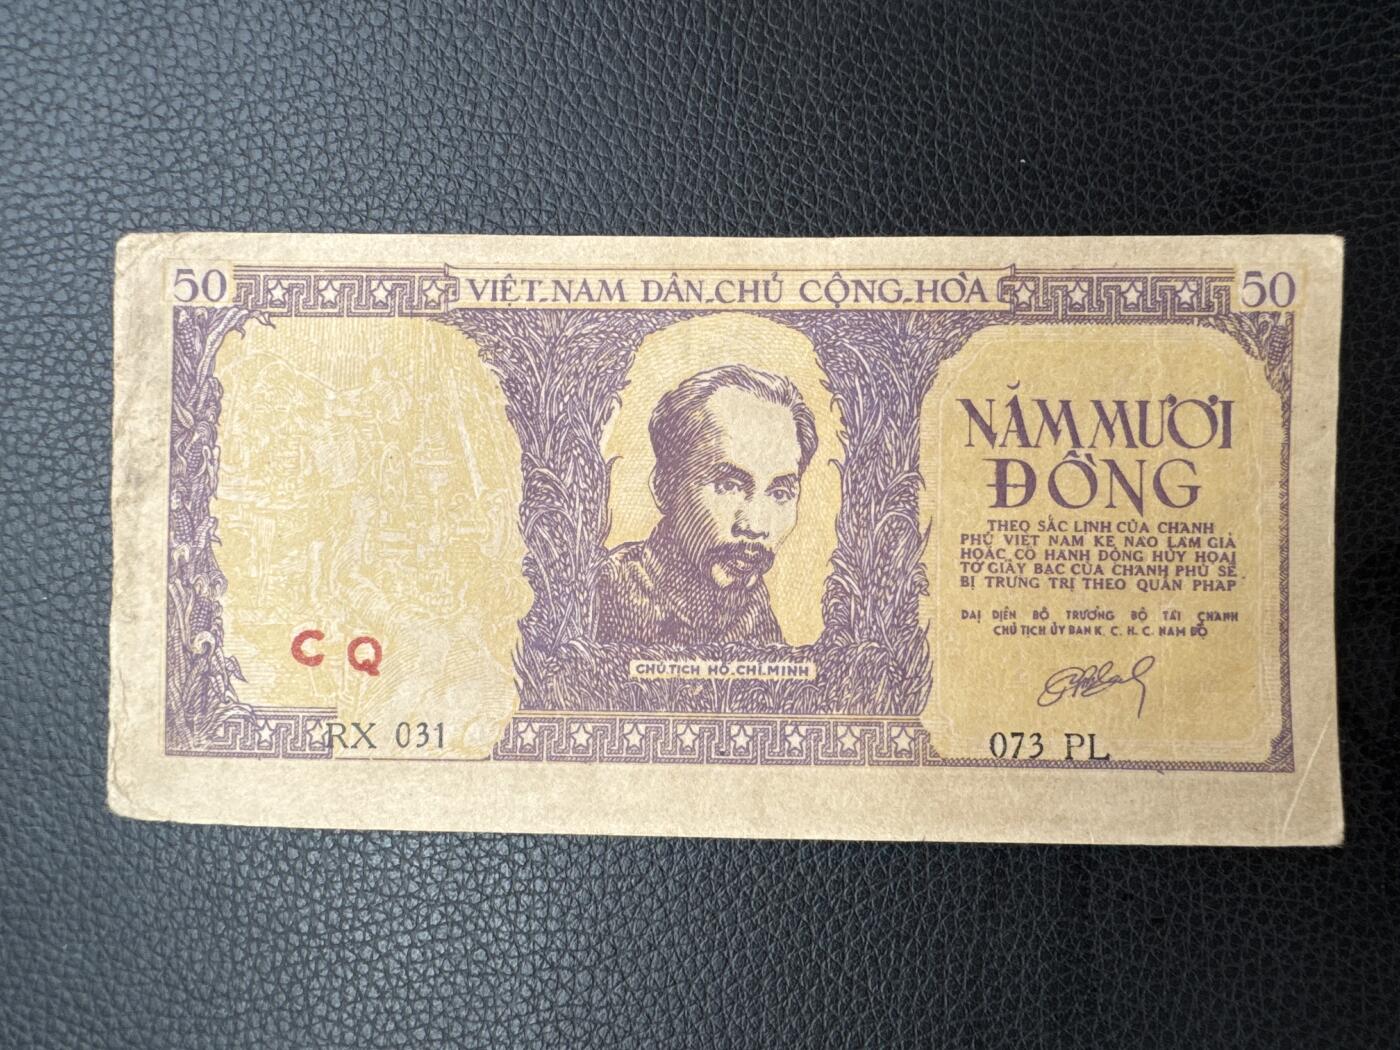 50 VIỆT-NAM DÂN-CHỦ CỘNG-HÒA 50
NĂM MƯƠI
ĐỒNG
THEO SẮC LỊNH CỦA CHÁNH
PHỦ VIỆT NAM KẺ NÀO LÀM GIẢ
HOẶC CÓ HÀNH ĐỘNG HỦY HOẠI
TỜ GIẤY BẠC CỦA CHÁNH PHỦ SẼ
BỊ TRỪNG TRỊ THEO QUÂN PHÁP
ĐẠI DIỆN BỘ TRƯỞNG BỘ TÀI CHÁNH
CHỦ TỊCH ỦY BAN K. C. H. C. NAM BỘ
C Q
CHỦ TỊCH HỒ-CHÍ-MINH
RX 031
073 PL